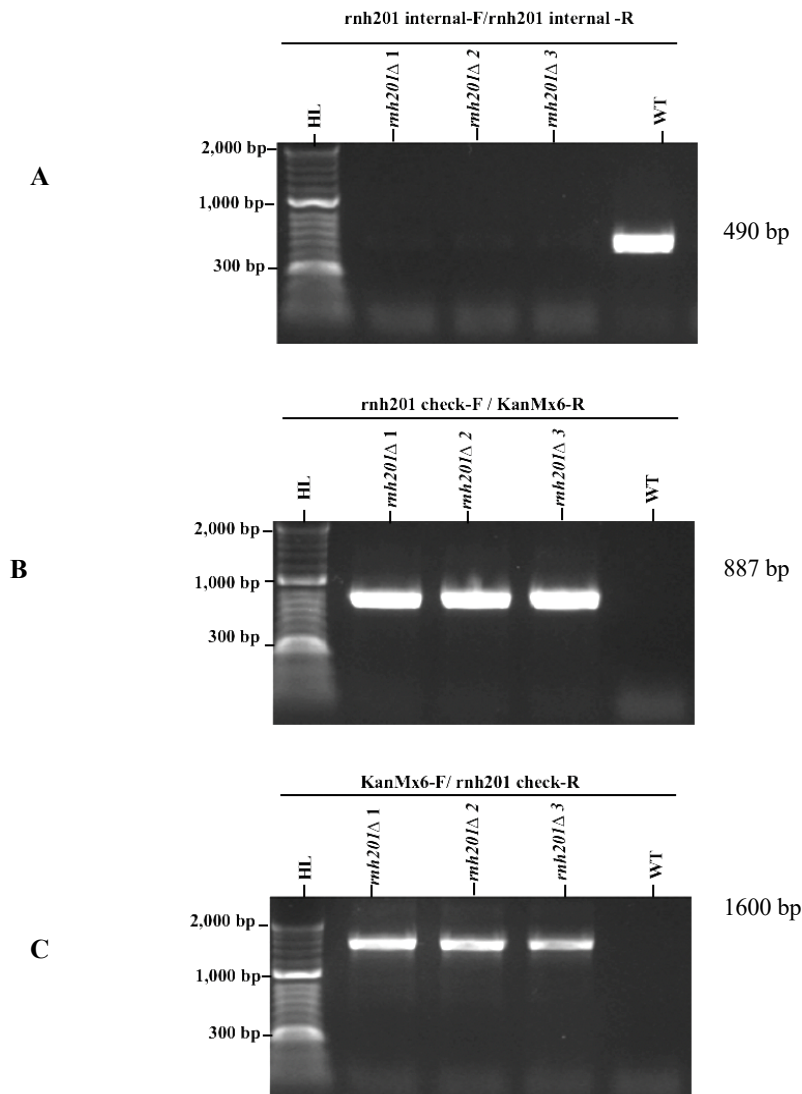 rnh201 internal-F/rnh201 internal -R
HL
rnh201Δ 1
rnh201Δ 2
rnh201Δ 3
WT
A
2,000 bp
1,000 bp
300 bp
490 bp
rnh201 check-F / KanMx6-R
HL
rnh201Δ 1
rnh201Δ 2
rnh201Δ 3
WT
B
2,000 bp
1,000 bp
300 bp
887 bp
KanMx6-F/ rnh201 check-R
HL
rnh201Δ 1
rnh201Δ 2
rnh201Δ 3
WT
C
2,000 bp
1,000 bp
300 bp
1600 bp